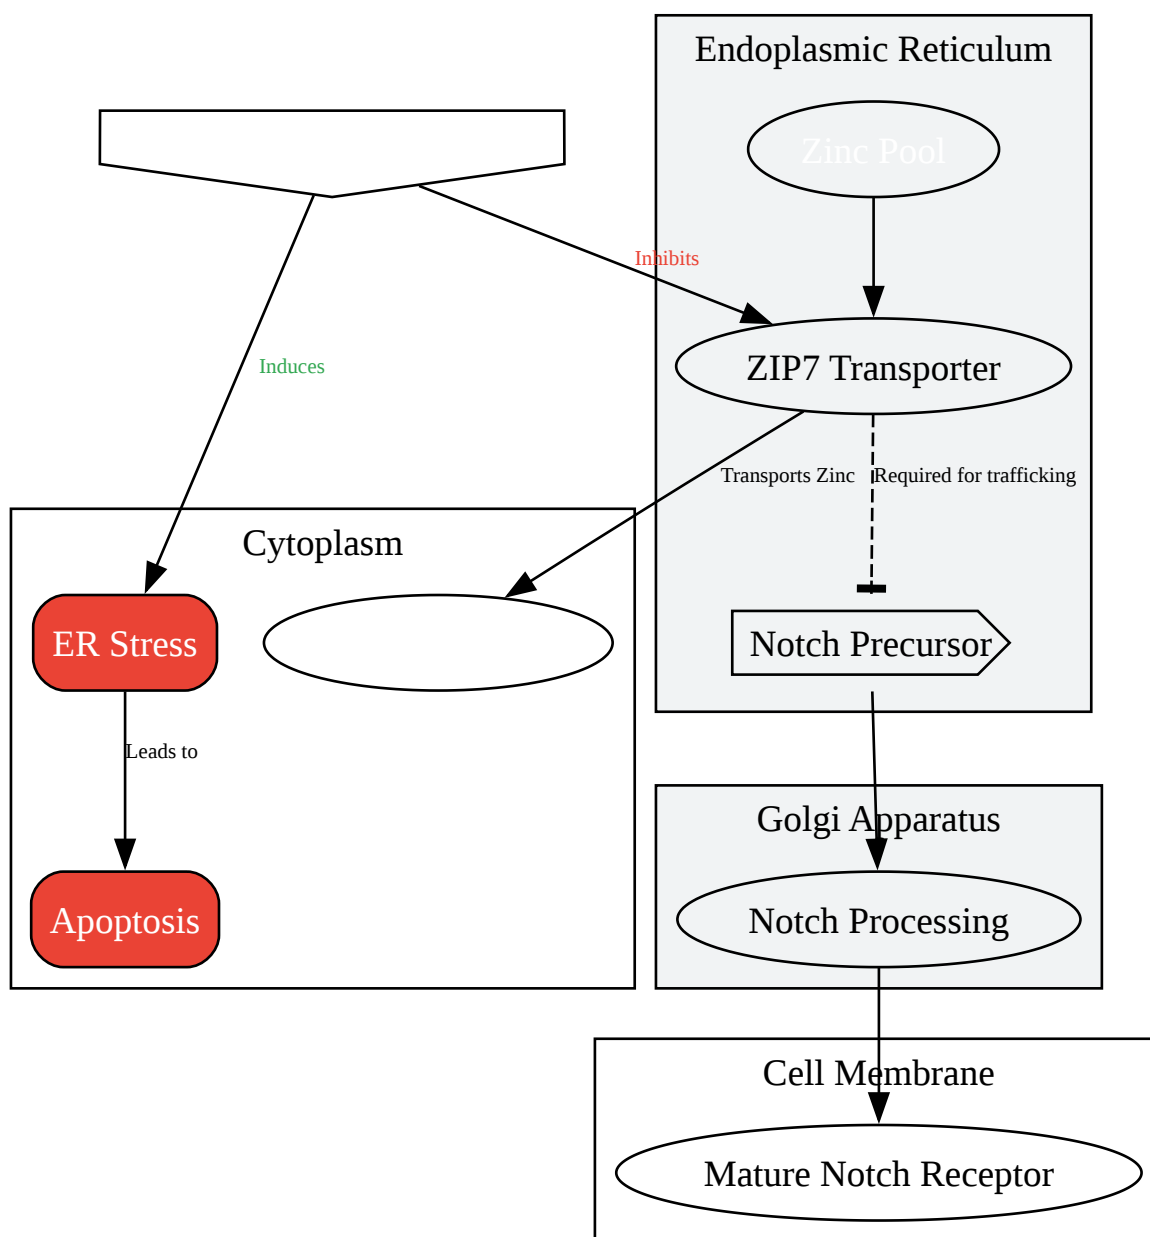 Endoplasmic Reticulum
Zinc Pool
Inhibits
ZIP7 Transporter
Induces
Transports Zinc
Required for trafficking
Cytoplasm
ER Stress
Notch Precursor
Leads to
Golgi Apparatus
Apoptosis
Notch Processing
Cell Membrane
Mature Notch Receptor